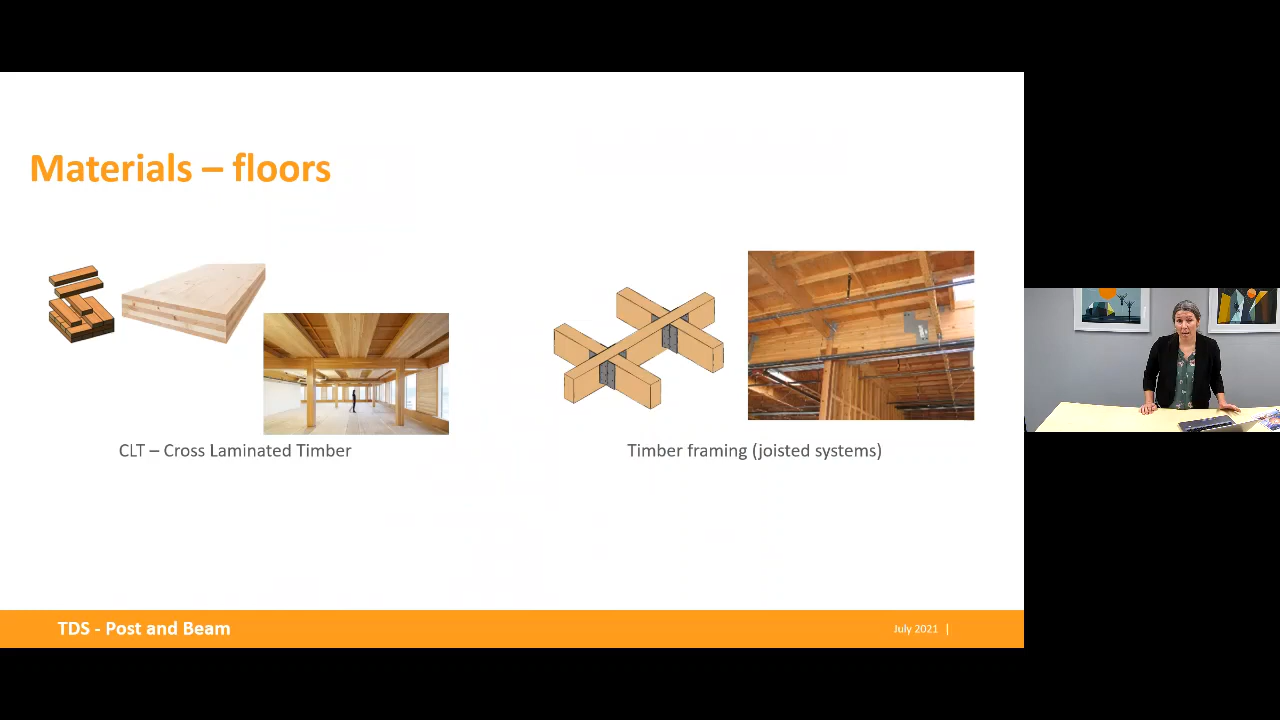 Materials – floors
CLT – Cross Laminated Timber
Timber framing (joisted systems)
TDS - Post and Beam
July 2021 |